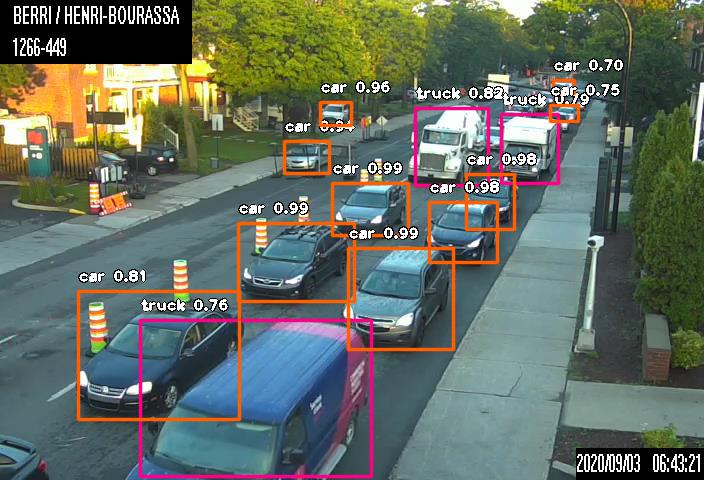 BERRI / HENRI-BOURASSA
1266-449
car 0.70
car 0.96
car 0.75
truck 0.82
truck 0.79
car 0.94
car 0.98
car 0.99
car 0.98
car 0.99
car 0.99
car 0.81
truck 0.76
2020/09/03 06:43:21